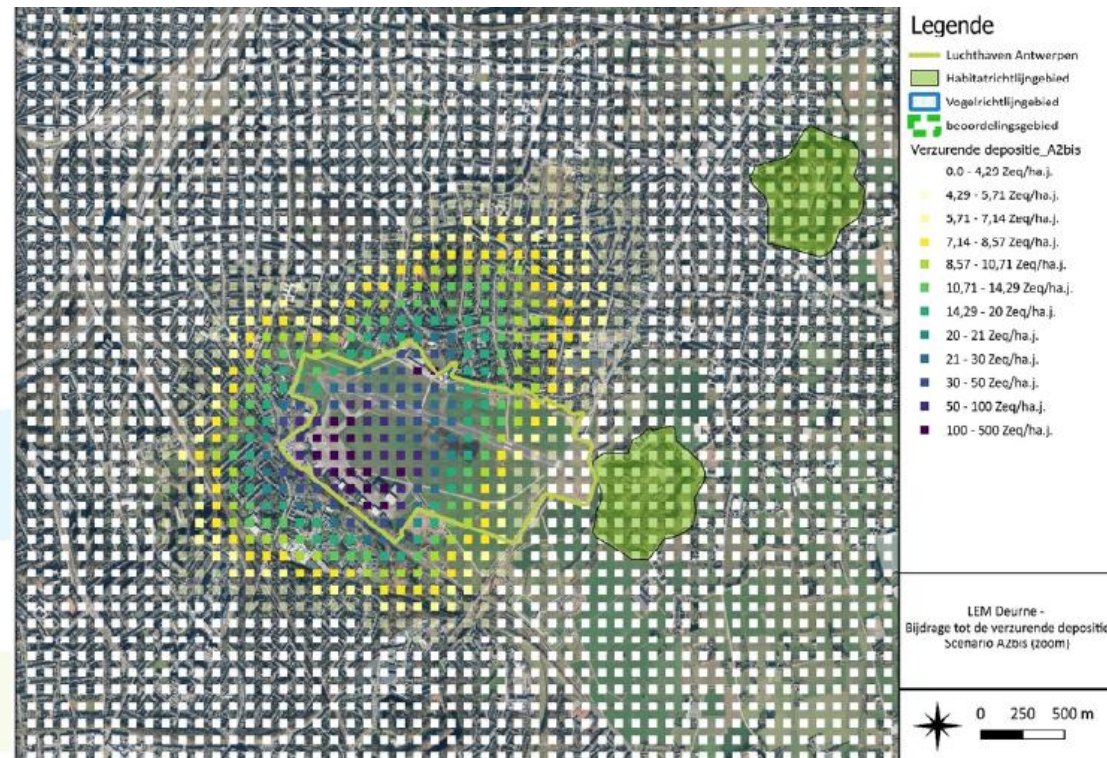 Legende
Luchthaven Antwerpen
Habitatrichtlijngebied
Vogelrichtlijngebied
beoordelingsgebied
Verzurende depositie_A2bis
0,0 - 4,29 Zeq/ha.j.
4,29 - 5,71 Zeq/ha.j.
5,71 - 7,14 Zeq/ha.j.
7,14 - 8,57 Zeq/ha.j.
8,57 - 10,71 Zeq/ha.j.
10,71 - 14,29 Zeq/ha.j.
14,29 - 20 Zeq/ha.j.
20 - 21 Zeq/ha.j.
21 - 30 Zeq/ha.j.
30 - 50 Zeq/ha.j.
50 - 100 Zeq/ha.j.
100 - 500 Zeq/ha.j.
LEM Deurne -
Bijdrage tot de verzurende depositie
Scenario A2bis (zoom)
0 250 500 m